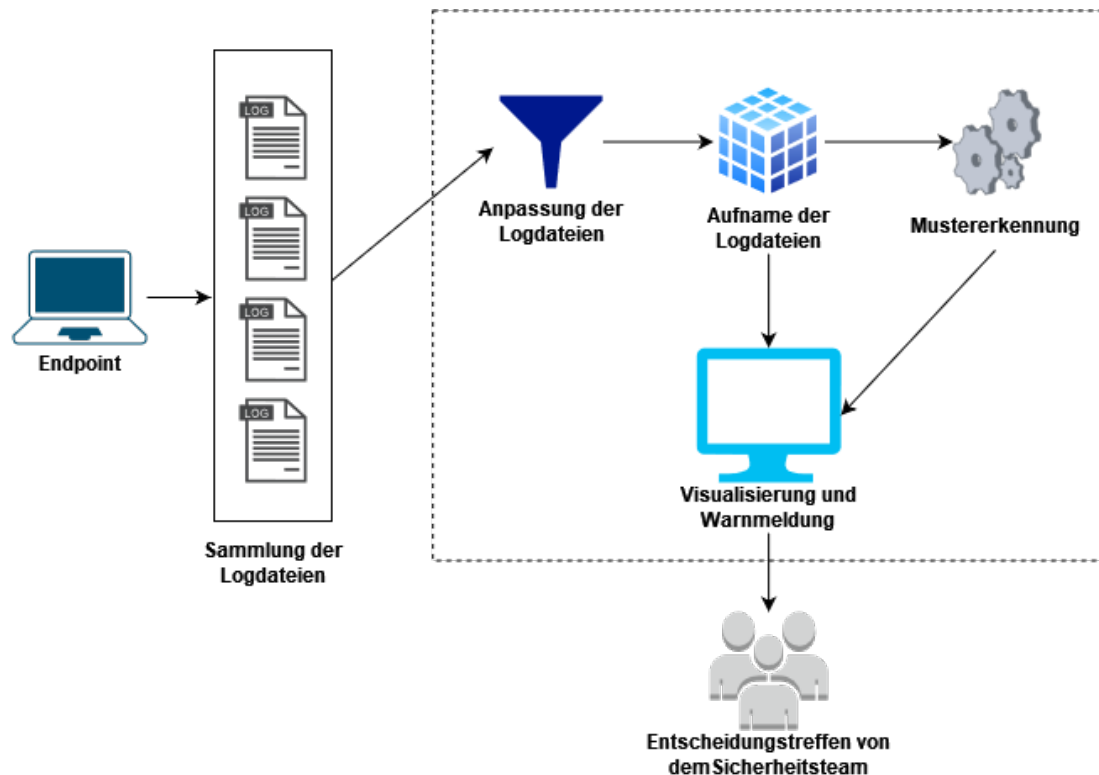 LOG
LOG
LOG
LOG
Endpoint
Sammlung der
Logdateien
Anpassung der
Logdateien
Aufname der
Logdateien
Mustererkennung
Visualisierung und
Warnmeldung
Entscheidungstreffen von
dem Sicherheitsteam